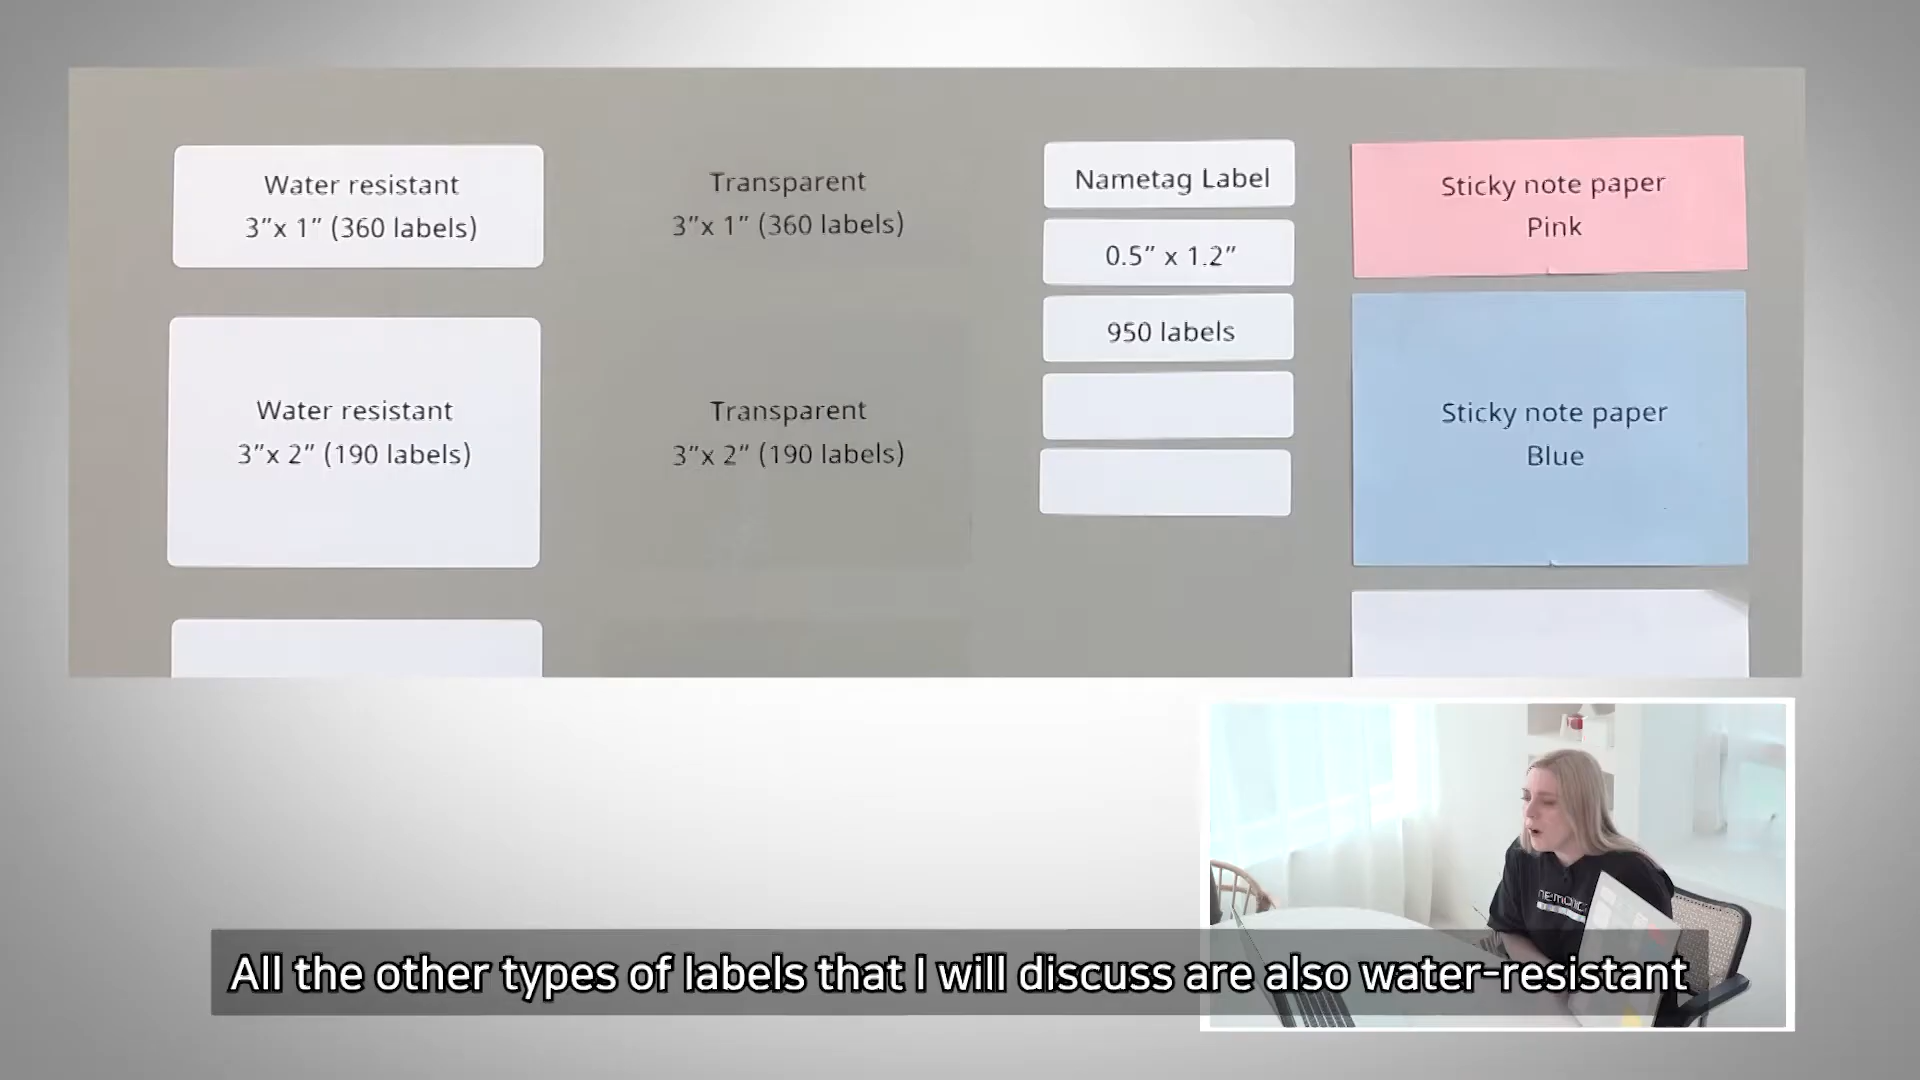 Water resistant
3”x 1” (360 labels)
Water resistant
3”x 2” (190 labels)
Transparent
3”x 1” (360 labels)
Transparent
3”x 2” (190 labels)
Nametag Label
0.5” x 1.2”
950 labels
Sticky note paper
Pink
Sticky note paper
Blue
All the other types of labels that I will discuss are also water-resistant